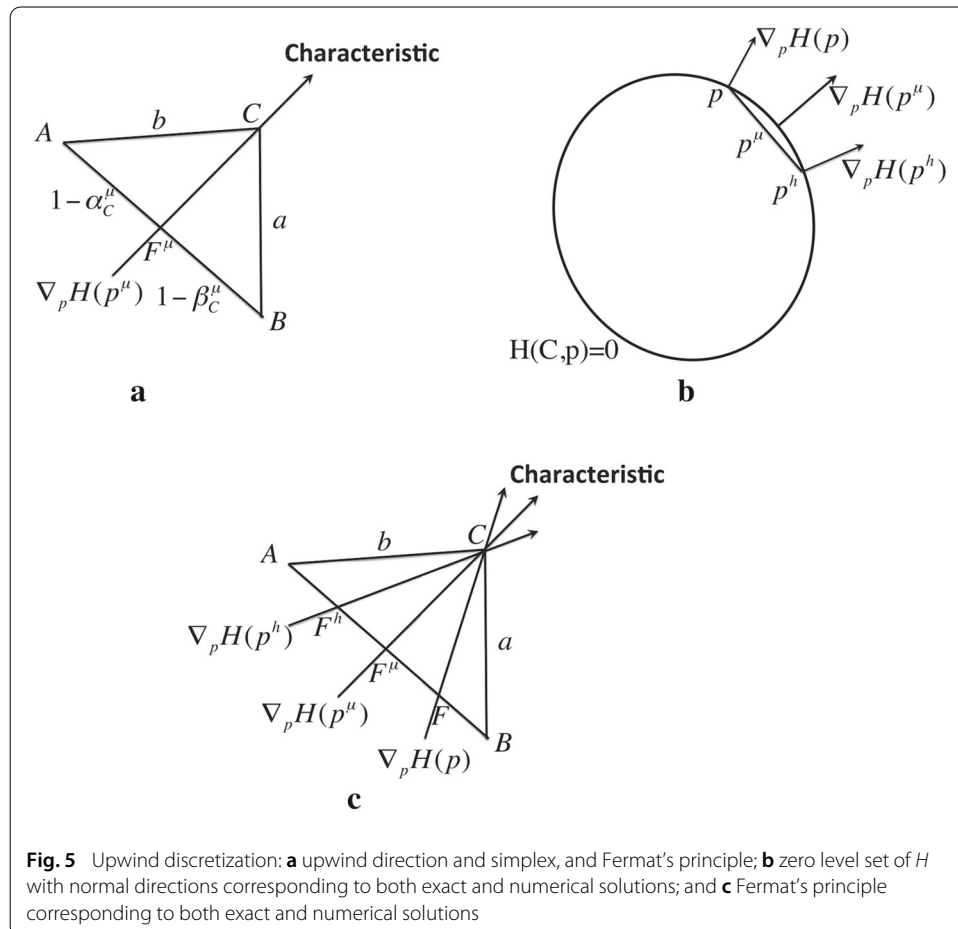 Characteristic
C
A
b
1-α_C^μ
a
F^μ
∇_p H(p^μ)
1-β_C^μ
B
a
∇_p H(p)
p
∇_p H(p^μ)
p^μ
∇_p H(p^h)
p^h
H(C,p)=0
b
Characteristic
C
A
b
∇_p H(p^h)
F^h
a
F^μ
∇_p H(p^μ)
F
B
∇_p H(p)
c
Fig. 5 Upwind discretization: a upwind direction and simplex, and Fermat's principle; b zero level set of H
with normal directions corresponding to both exact and numerical solutions; and c Fermat's principle
corresponding to both exact and numerical solutions